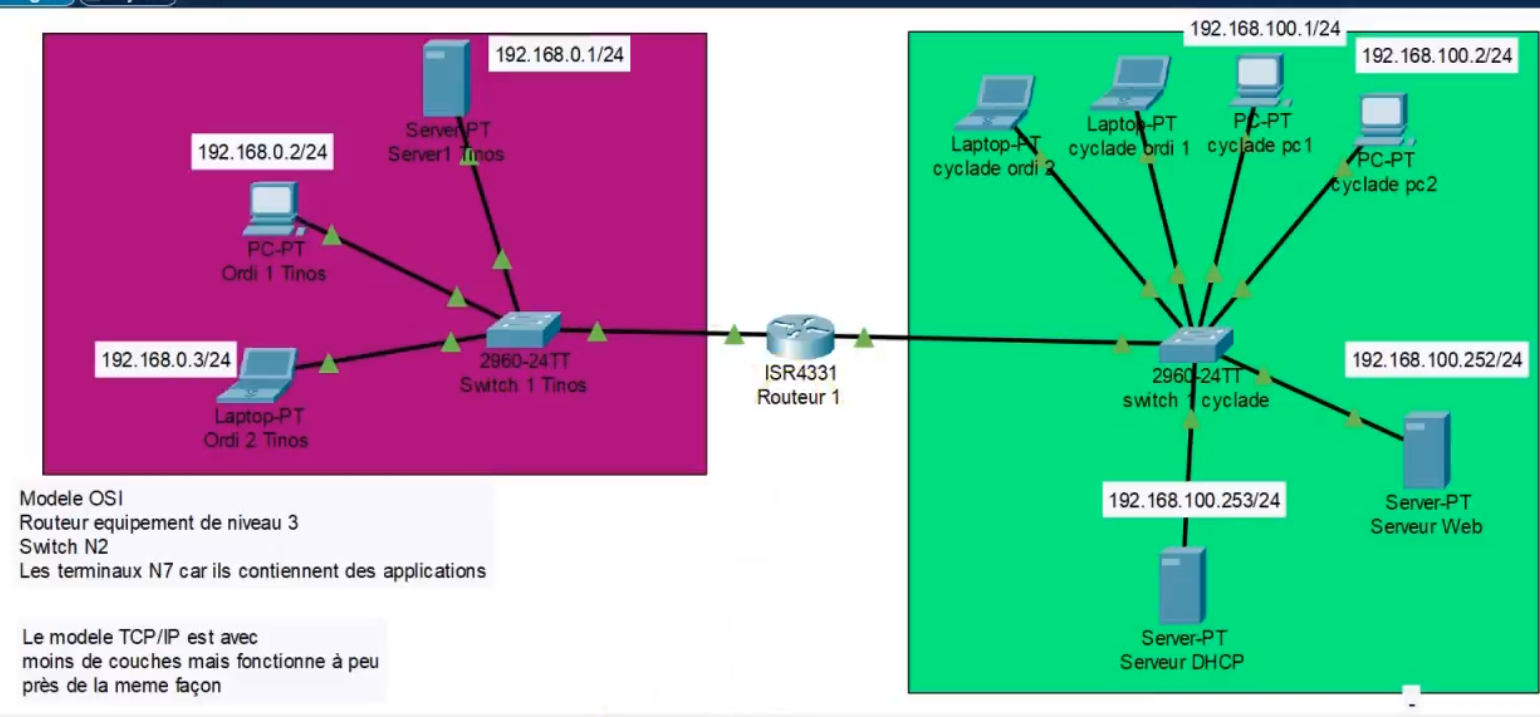 192.168.0.1/24
Server-PT
Server1 Tinos
192.168.0.2/24
PC-PT
Ordi 1 Tinos
192.168.0.3/24
Laptop-PT
Ordi 2 Tinos
2960-24TT
Switch 1 Tinos
ISR4331
Routeur 1
192.168.100.1/24
192.168.100.2/24
Laptop-PT
cyclade ordi 2
Laptop-PT
cyclade ordi 1
PC-PT
cyclade pc1
PC-PT
cyclade pc2
2960-24TT
switch 1 cyclade
192.168.100.252/24
Server-PT
Serveur Web
192.168.100.253/24
Server-PT
Serveur DHCP
Modele OSI
Routeur equipement de niveau 3
Switch N2
Les terminaux N7 car ils contiennent des applications
Le modele TCP/IP est avec
moins de couches mais fonctionne à peu
près de la meme façon
-